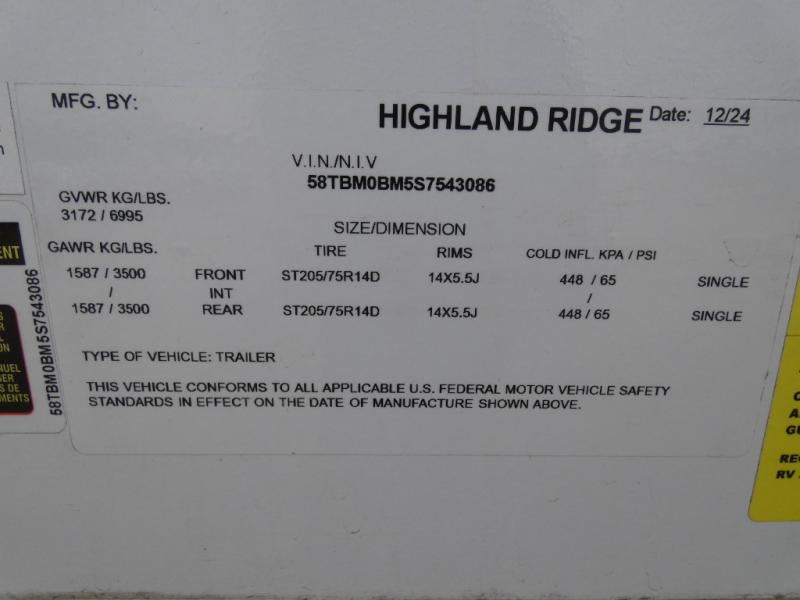 MFG. BY:
HIGHLAND RIDGE Date: 12/24
V.I.N./N.I.V
58TBM0BM5S7543086
GVWR KG/LBS.
3172 / 6995
SIZE/DIMENSION
GAWR KG/LBS. TIRE RIMS COLD INFL. KPA / PSI
1587 / 3500 FRONT ST205/75R14D 14X5.5J 448 / 65 SINGLE
/ INT /
1587 / 3500 REAR ST205/75R14D 14X5.5J 448 / 65 SINGLE
TYPE OF VEHICLE: TRAILER
THIS VEHICLE CONFORMS TO ALL APPLICABLE U.S. FEDERAL MOTOR VEHICLE SAFETY
STANDARDS IN EFFECT ON THE DATE OF MANUFACTURE SHOWN ABOVE.
58TBM0BM5S7543086
RV